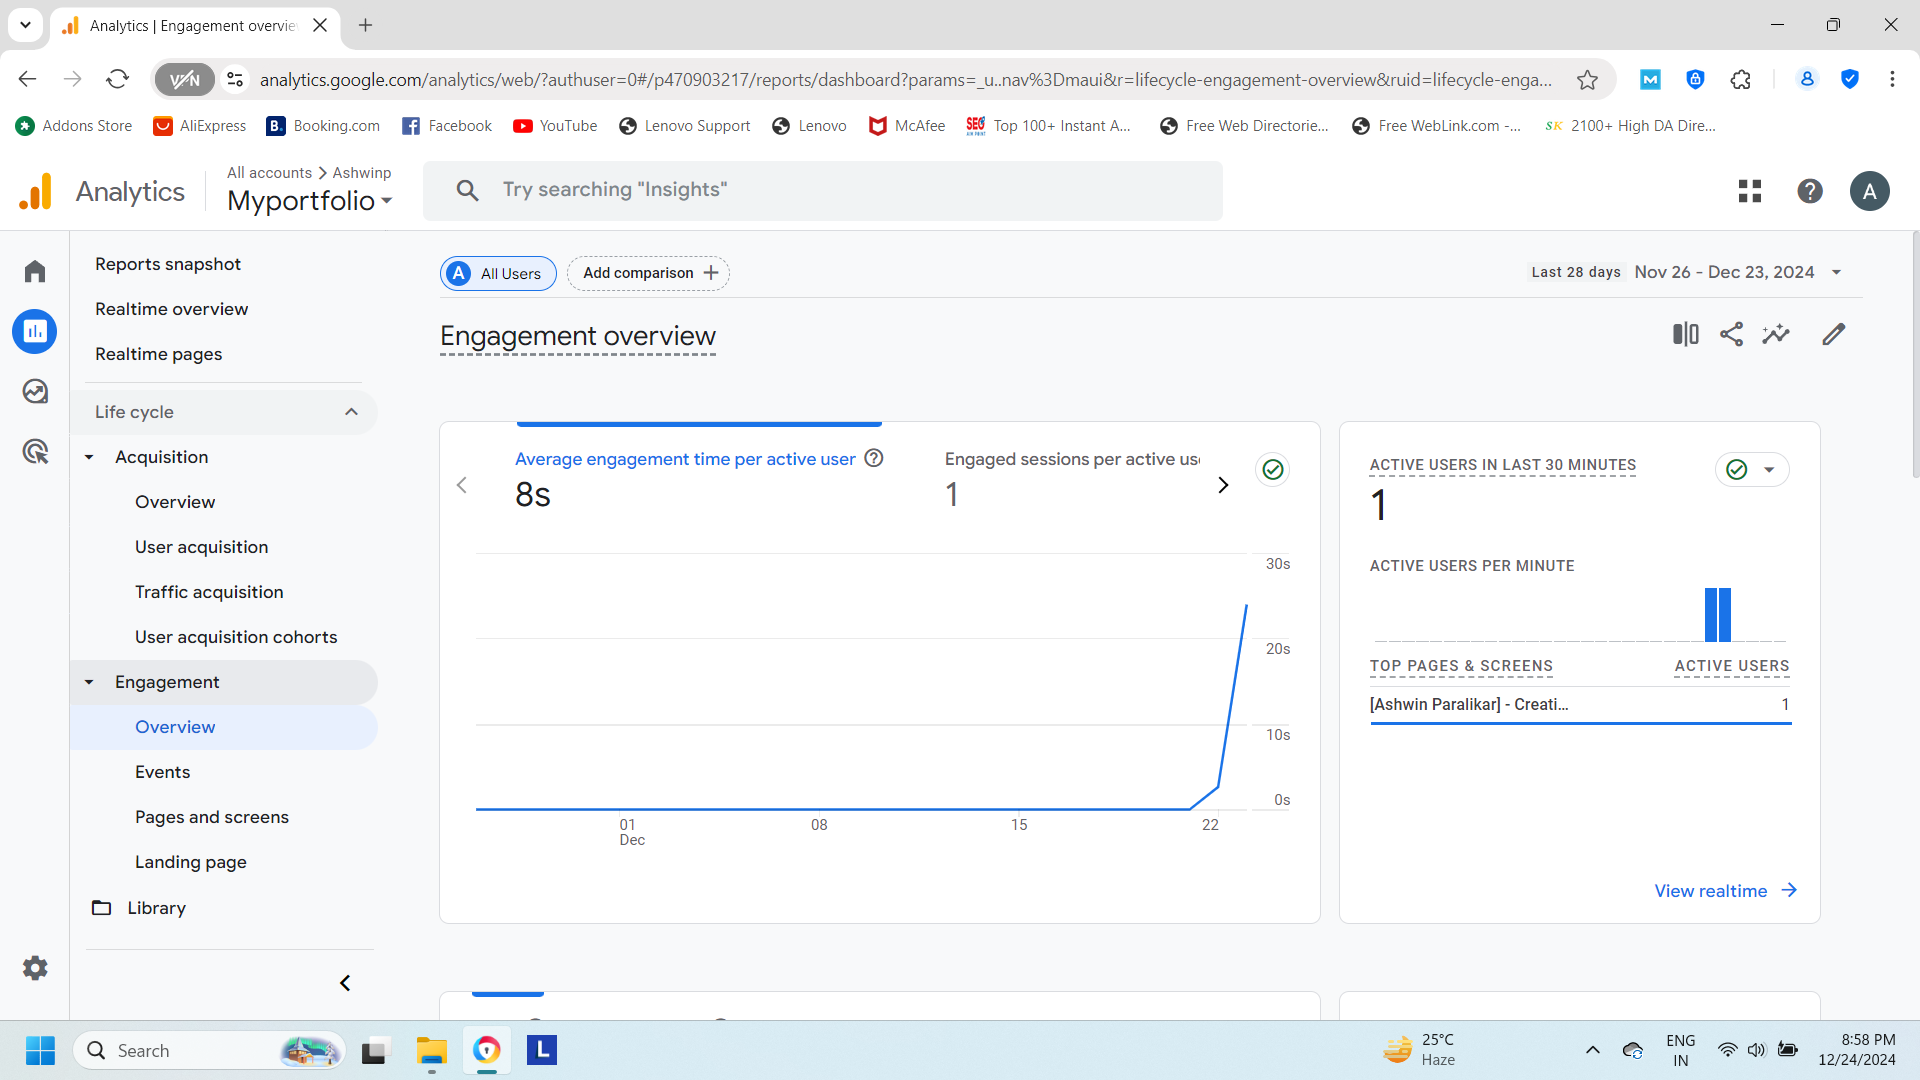 Analytics | Engagement overvie
VPN
analytics.google.com/analytics/web/?authuser=0#/p470903217/reports/dashboard?params=_u..nav%3Dmaui&r=lifecycle-engagement-overview&ruid=lifecycle-enga...
Addons Store
AliExpress
Booking.com
Facebook
YouTube
Lenovo Support
Lenovo
McAfee
Top 100+ Instant A...
Free Web Directorie...
Free WebLink.com -...
2100+ High DA Dire...
Analytics
All accounts > Ashwinp
Myportfolio
Try searching "Insights"
A
Reports snapshot
Realtime overview
Realtime pages
Life cycle
Acquisition
Overview
User acquisition
Traffic acquisition
User acquisition cohorts
Engagement
Overview
Events
Pages and screens
Landing page
Library
A All Users
Add comparison +
Last 28 days Nov 26 - Dec 23, 2024
Engagement overview
Average engagement time per active user
8s
Engaged sessions per active us
1
30s
20s
10s
0s
01
Dec
08
15
22
ACTIVE USERS IN LAST 30 MINUTES
1
ACTIVE USERS PER MINUTE
TOP PAGES & SCREENS
ACTIVE USERS
[Ashwin Paralikar] - Creati...
1
View realtime
Search
L
25°C
Haze
ENG
IN
8:58 PM
12/24/2024